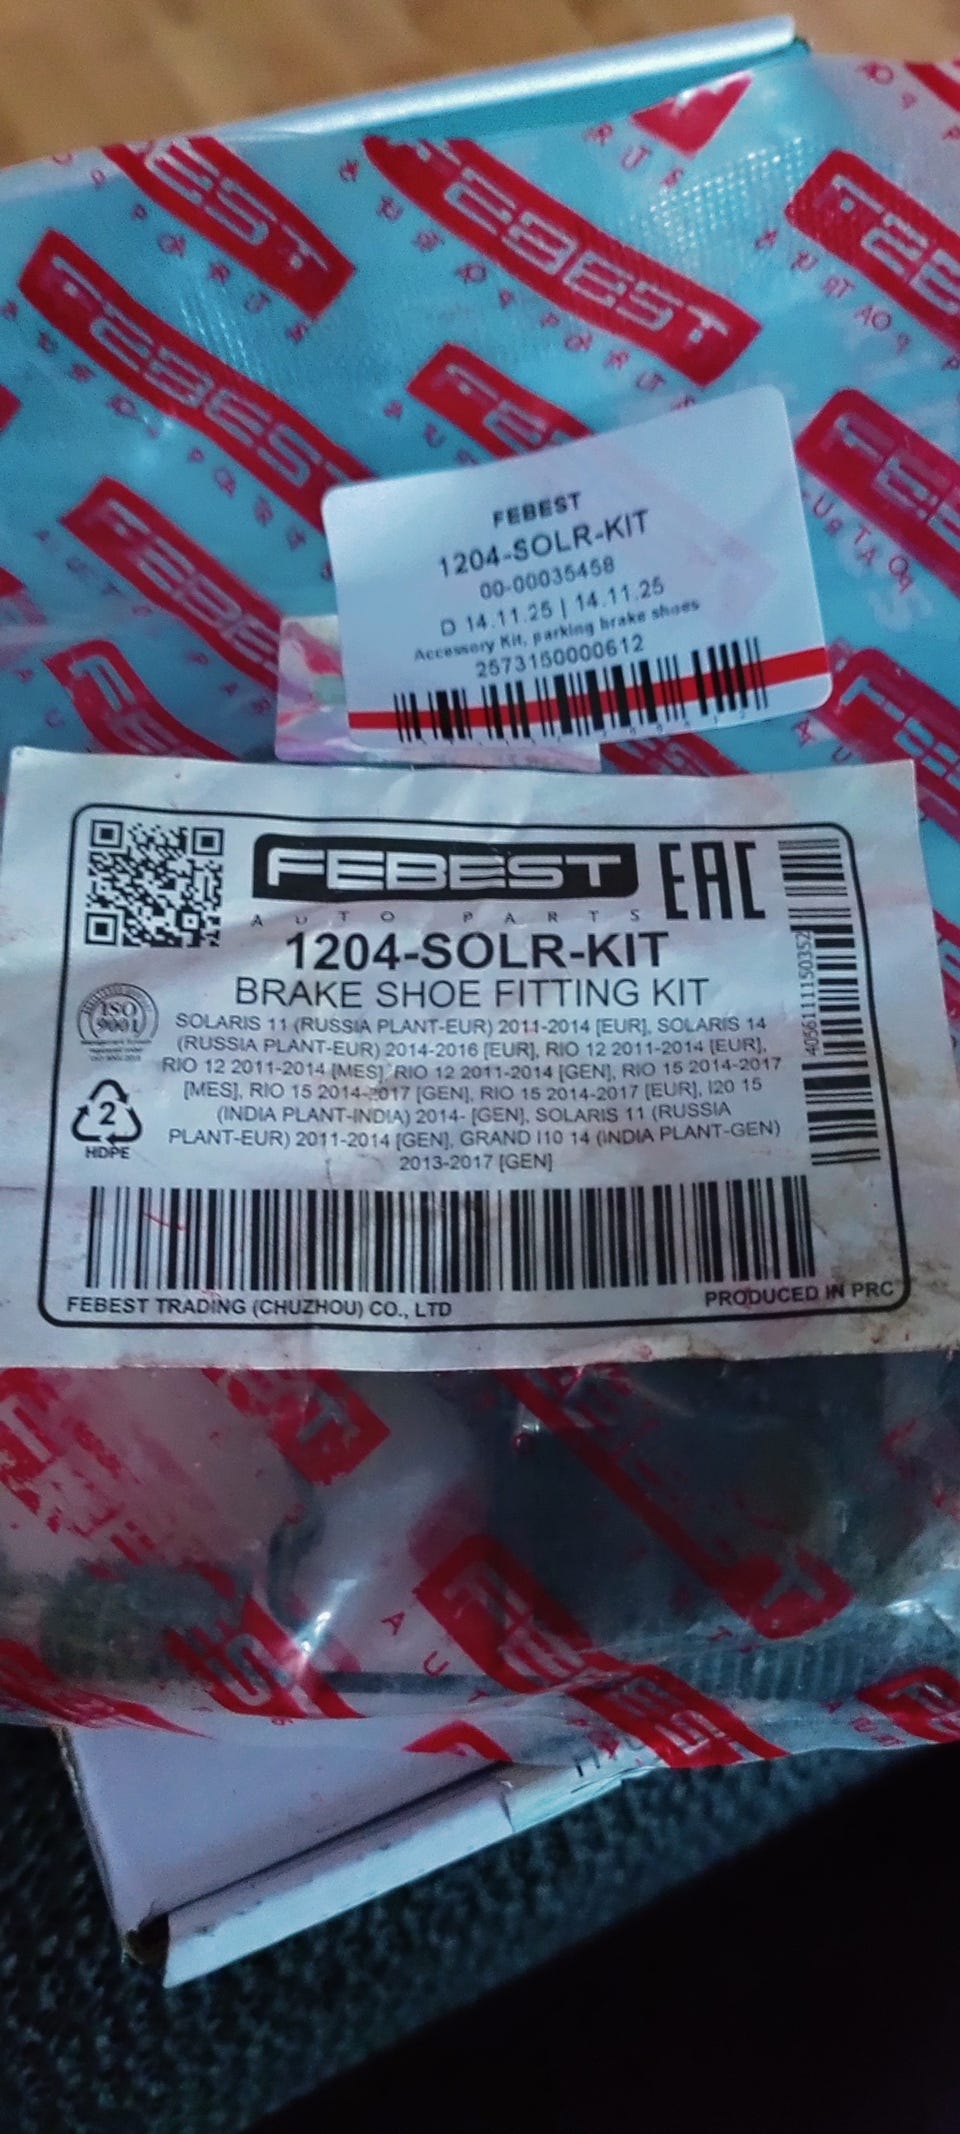 FEBEST
FEBEST
FEBEST
FEBEST
FEBEST
1204-SOLR-KIT
00-00035458
D 14.11.25 | 14.11.25
Accessory Kit, parking brake shoes
2573150000612
FEBEST EAC
AUTO PARTS
1204-SOLR-KIT
BRAKE SHOE FITTING KIT
ISO
9001
SOLARIS 11 (RUSSIA PLANT-EUR) 2011-2014 [EUR], SOLARIS 14
(RUSSIA PLANT-EUR) 2014-2016 [EUR], RIO 12 2011-2014 [EUR],
RIO 12 2011-2014 [MES], RIO 12 2011-2014 [GEN], RIO 15 2014-2017
[MES], RIO 15 2014-2017 [GEN], RIO 15 2014-2017 [EUR], I20 15
(INDIA PLANT-INDIA) 2014- [GEN], SOLARIS 11 (RUSSIA
PLANT-EUR) 2011-2014 [GEN], GRAND I10 14 (INDIA PLANT-GEN)
2013-2017 [GEN]
2
HDPE
4056111150352
FEBEST TRADING (CHUZHOU) CO., LTD
PRODUCED IN PRC